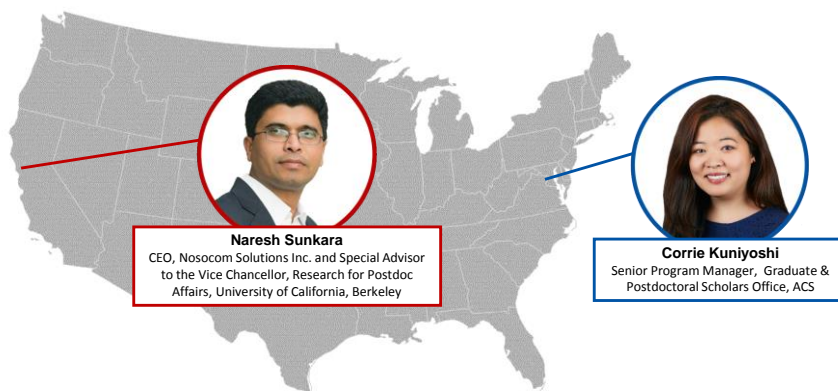 Naresh Sunkara
CEO, Nosocom Solutions Inc. and Special Advisor
to the Vice Chancellor, Research for Postdoc
Affairs, University of California, Berkeley
Corrie Kuniyoshi
Senior Program Manager, Graduate &
Postdoctoral Scholars Office, ACS